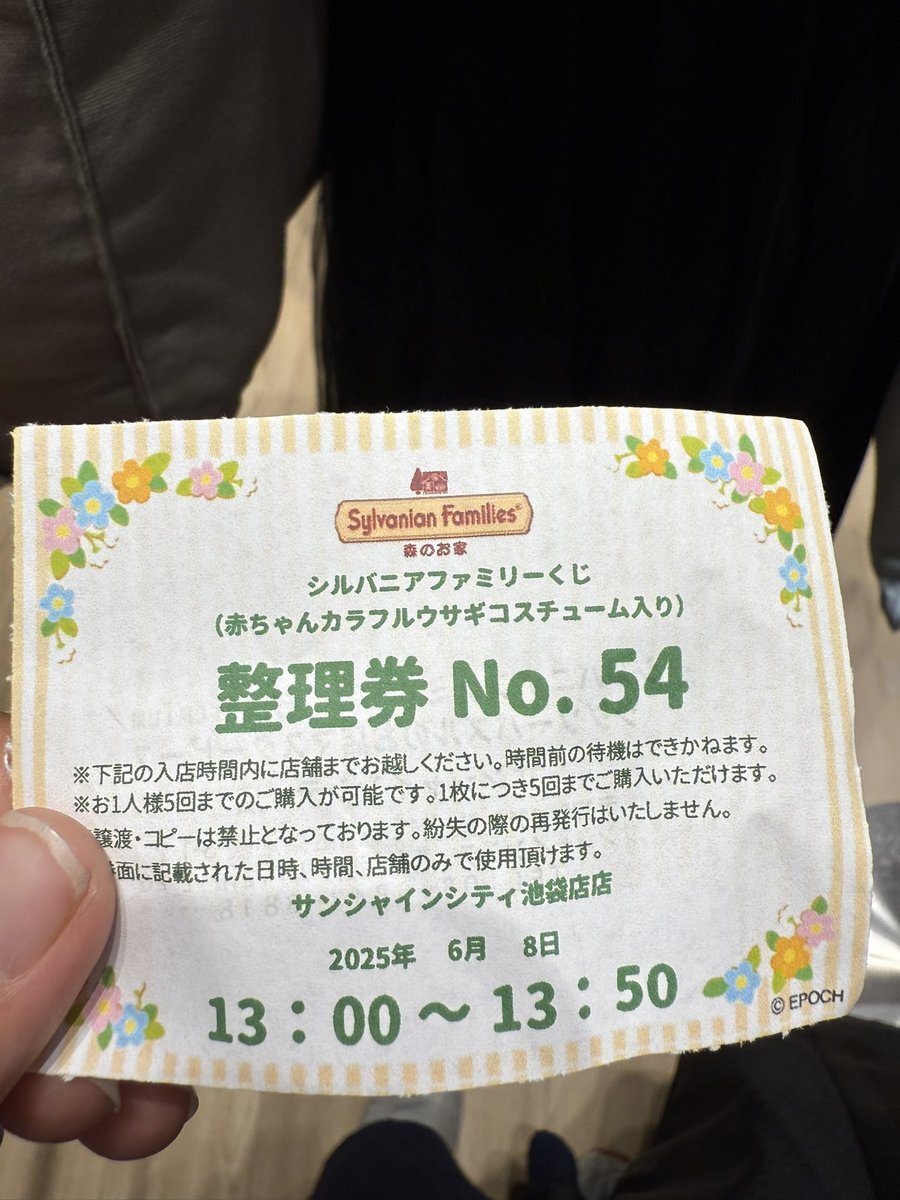 Sylvanian Families
森のお家
シルバニアファミリーくじ
(赤ちゃんカラフルウサギコスチューム入り)
整理券 No. 54
※下記の入店時間内に店舗までお越しください。時間前の待機はできかねます。
※お1人様5回までのご購入が可能です。1枚につき5回までご購入いただけます。
譲渡・コピーは禁止となっております。紛失の際の再発行はいたしません。
面に記載された日時、時間、店舗のみで使用頂けます。
サンシャインシティ池袋店店
2025年 6月 8日
13:00~13:50
© EPOCH